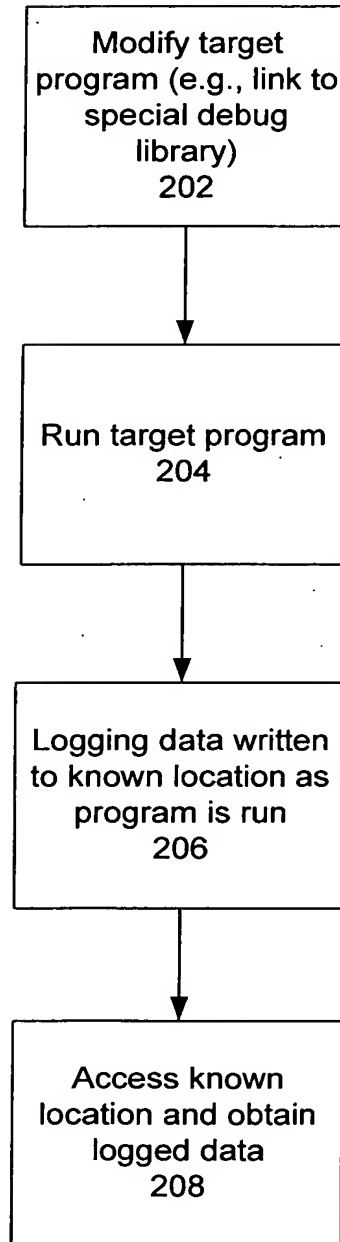 Modify target
program (e.g., link to
special debug
library)
202
Run target program
204
Logging data written
to known location as
program is run
206
Access known
location and obtain
logged data
208